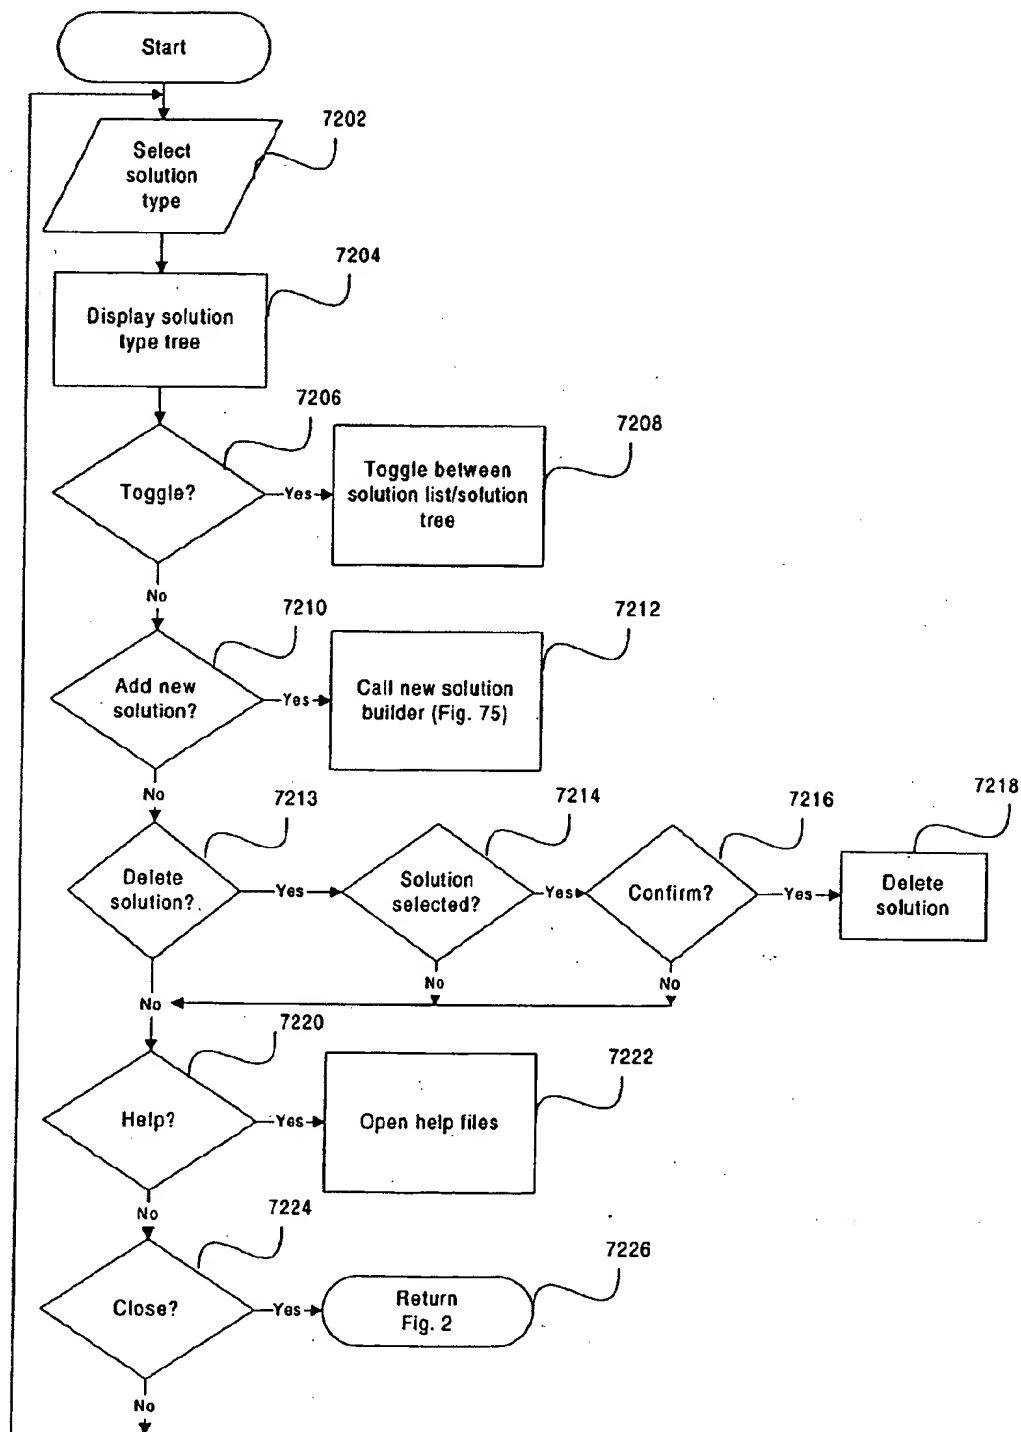 Start
7202
Select
solution
type
7204
Display solution
type tree
7206
Toggle?
Yes
7208
Toggle between
solution list/solution
tree
No
7210
Add new
solution?
Yes
7212
Call new solution
builder (Fig. 75)
No
7213
Delete
solution?
Yes
7214
Solution
selected?
Yes
7216
Confirm?
Yes
7218
Delete
solution
No
No
No
7220
Help?
Yes
7222
Open help files
No
7224
Close?
Yes
7226
Return
Fig. 2
No